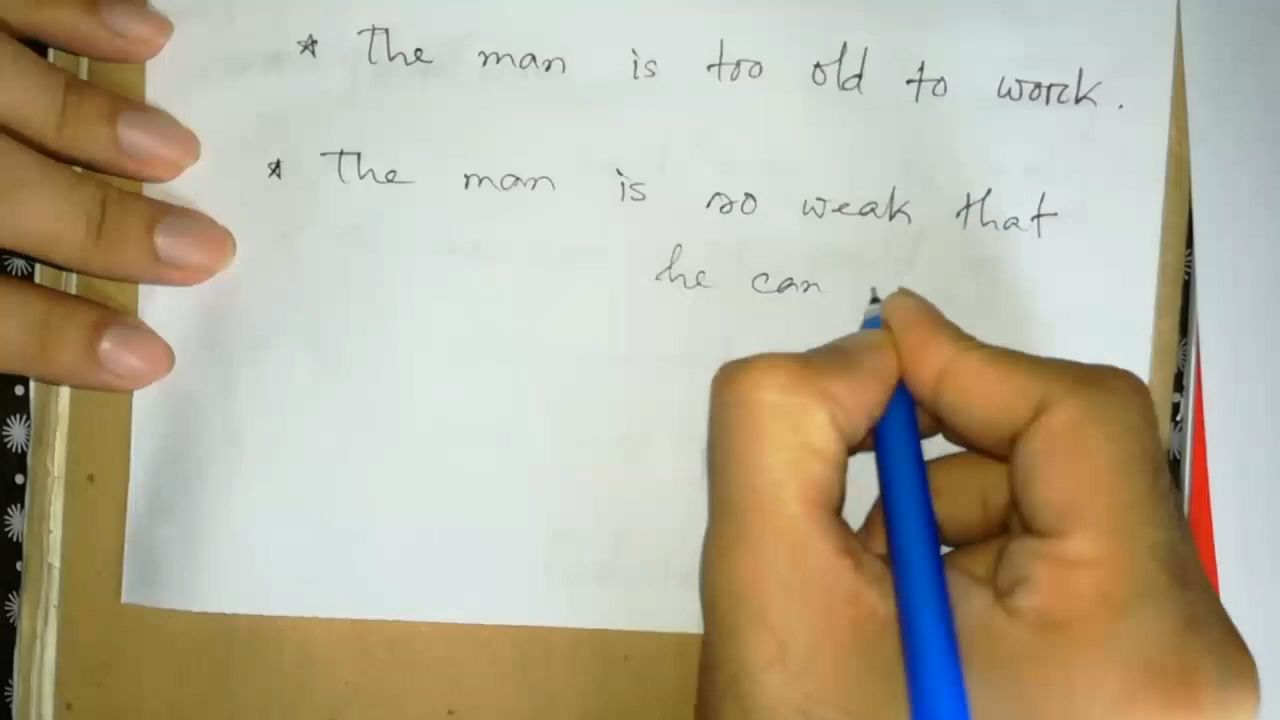 * The man is too old to work.
* The man is so weak that
he can